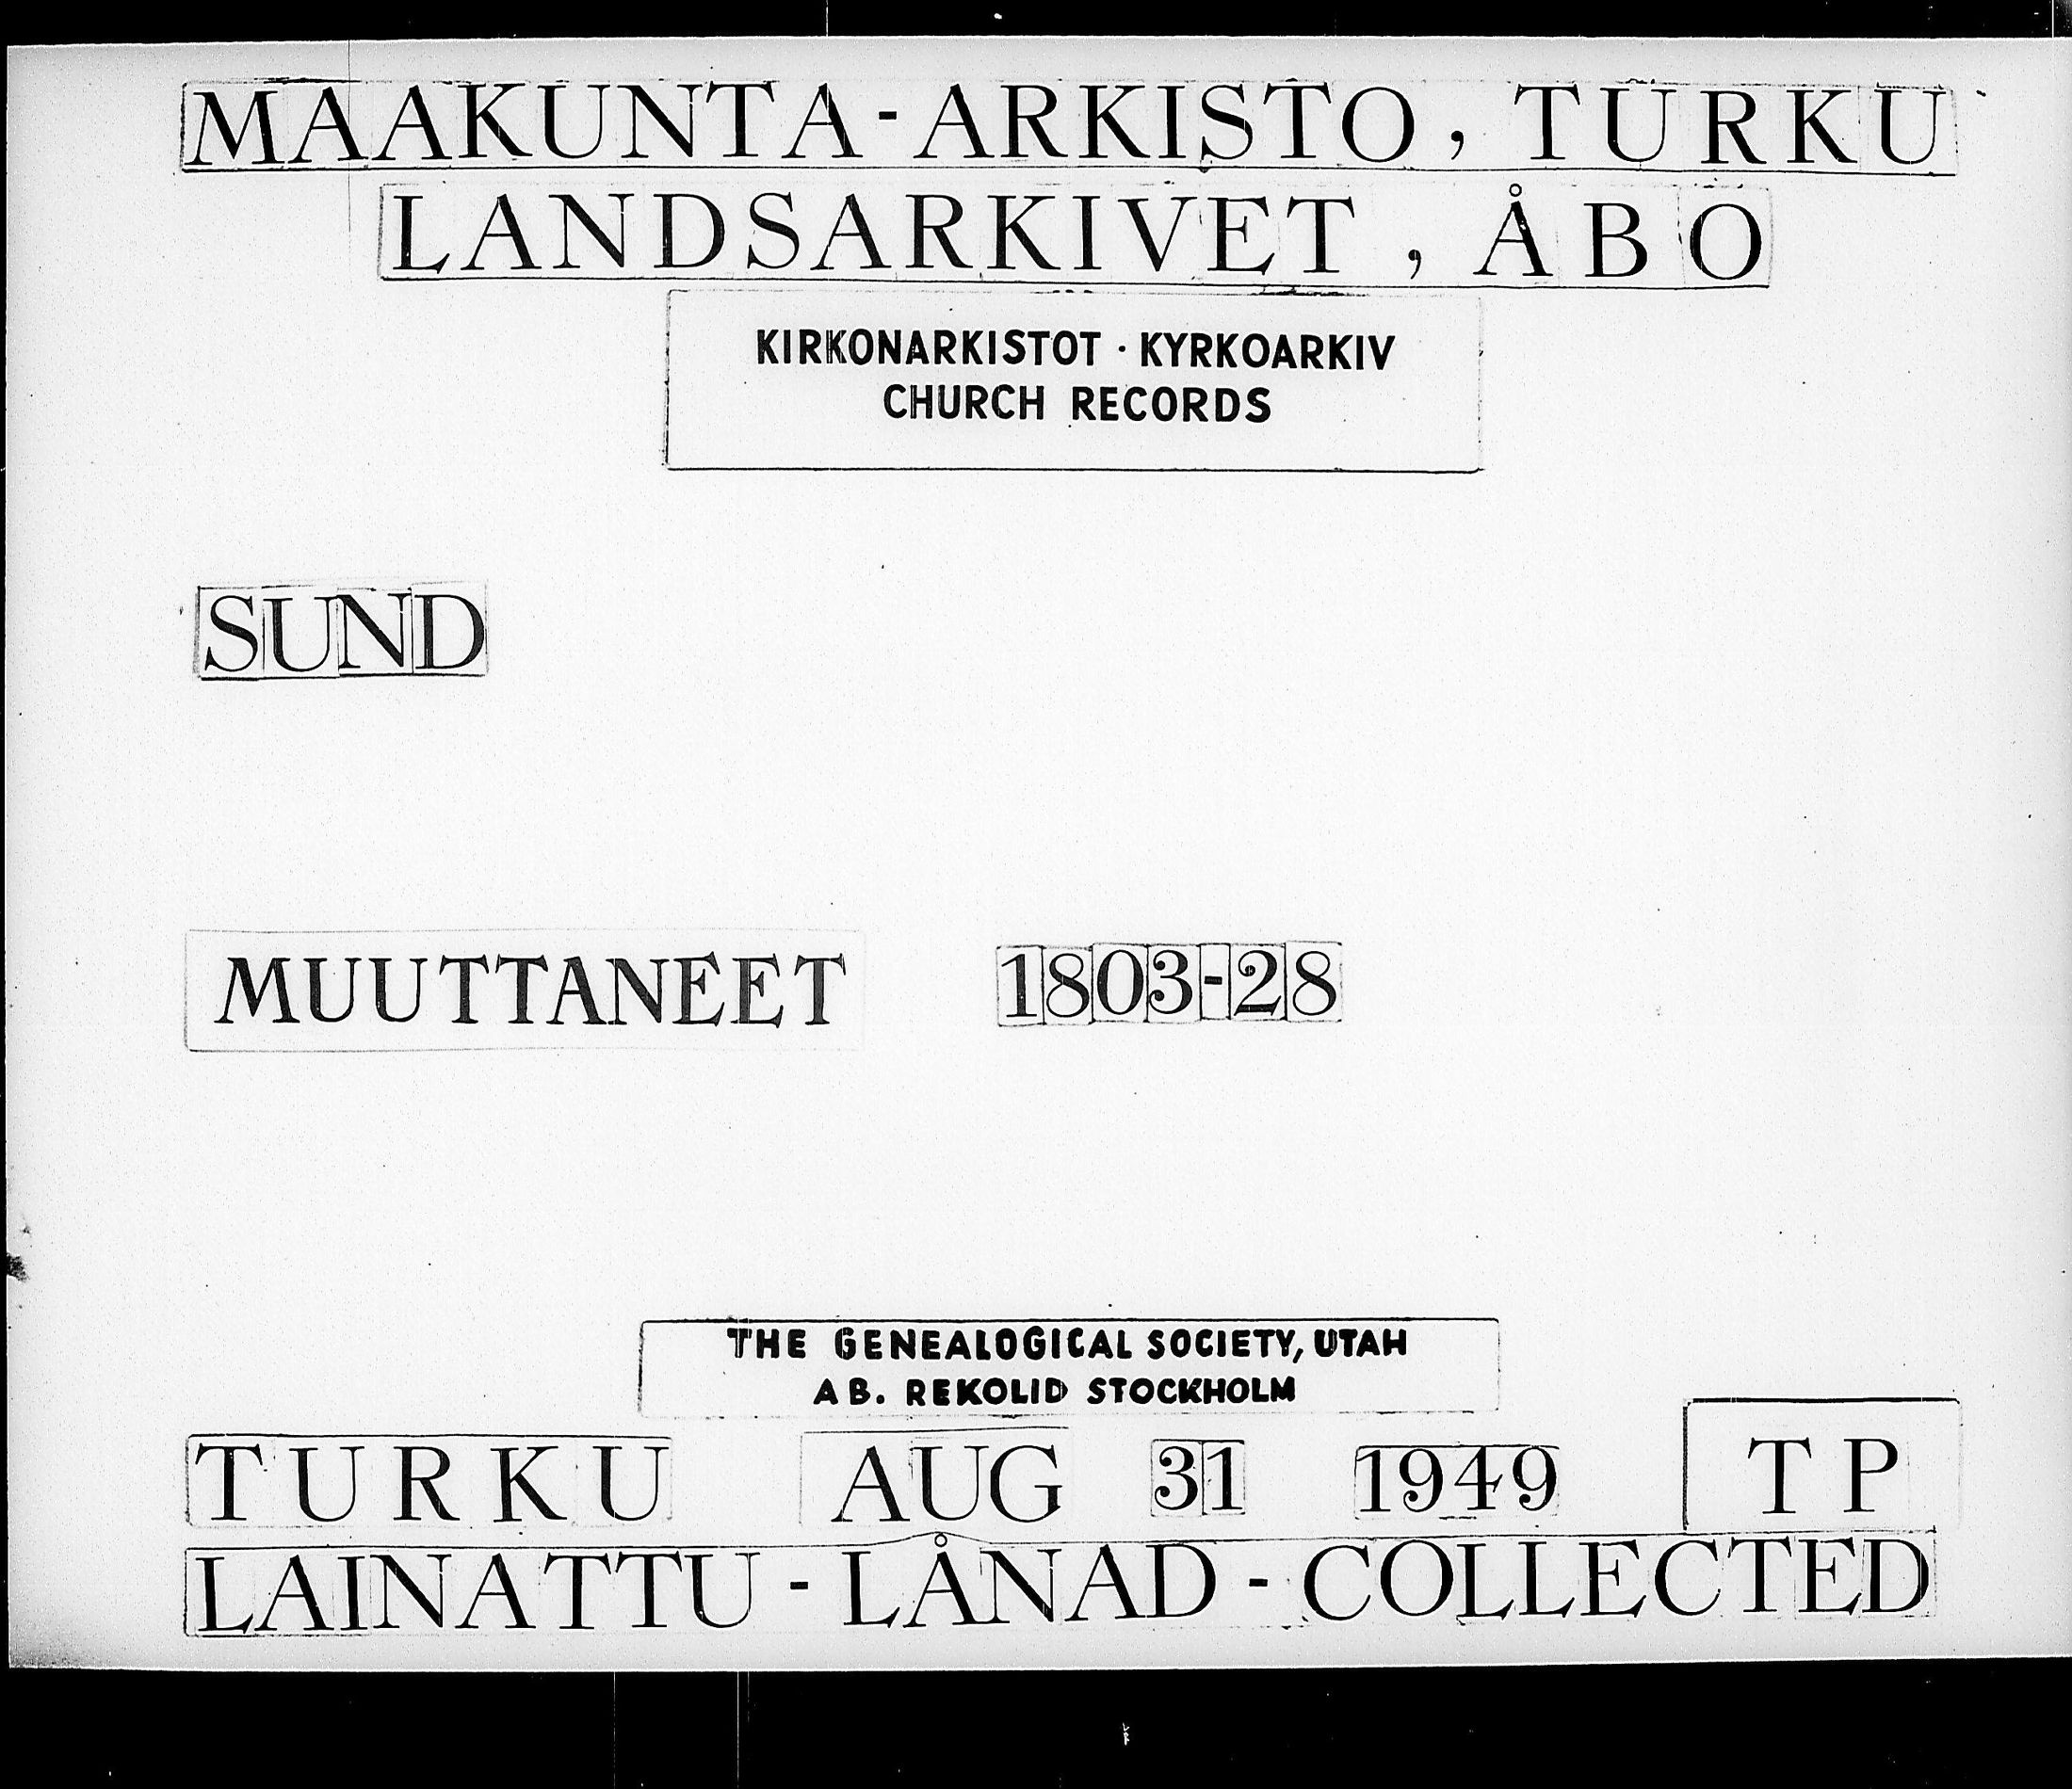 MAAKUNTA-ARKISTO, TURKU
LANDSARKIVET, ÅBO
KIRKONARKISTOT · KYRKOARKIV
CHURCH RECORDS
SUND
MUUTTANEET 1803-28
THE GENEALOGICAL SOCIETY, UTAH
AB. REKOLID STOCKHOLM
TURKU AUG 31 1949 TP
LAINATTU - LÅNAD - COLLECTED